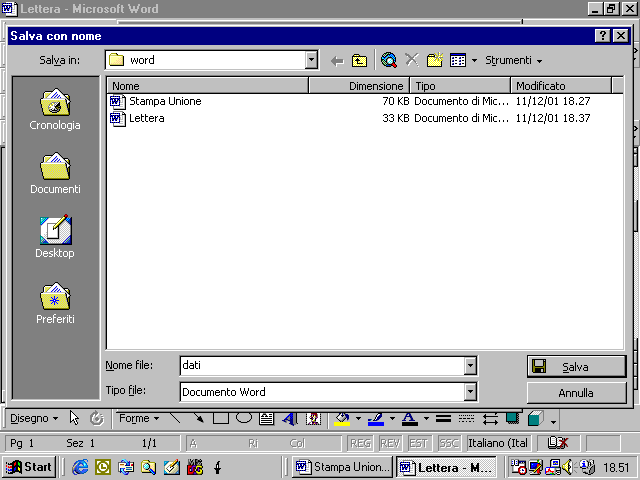 Lettera - Microsoft Word
Salva con nome
Salva in: word Strumenti
Nome Dimensione Tipo Modificato
Stampa Unione 70 KB Documento di Mic... 11/12/01 18.27
Lettera 33 KB Documento di Mic... 11/12/01 18.37
Cronologia
Documenti
Desktop
Preferiti
Nome file: dati Salva
Tipo file: Documento Word Annulla
Disegno Forme
Pg 1 Sez 1 1/1 A Ri Col REG REV EST SSC Italiano (Ital
Start Stampa Union... Lettera - M... 18.51